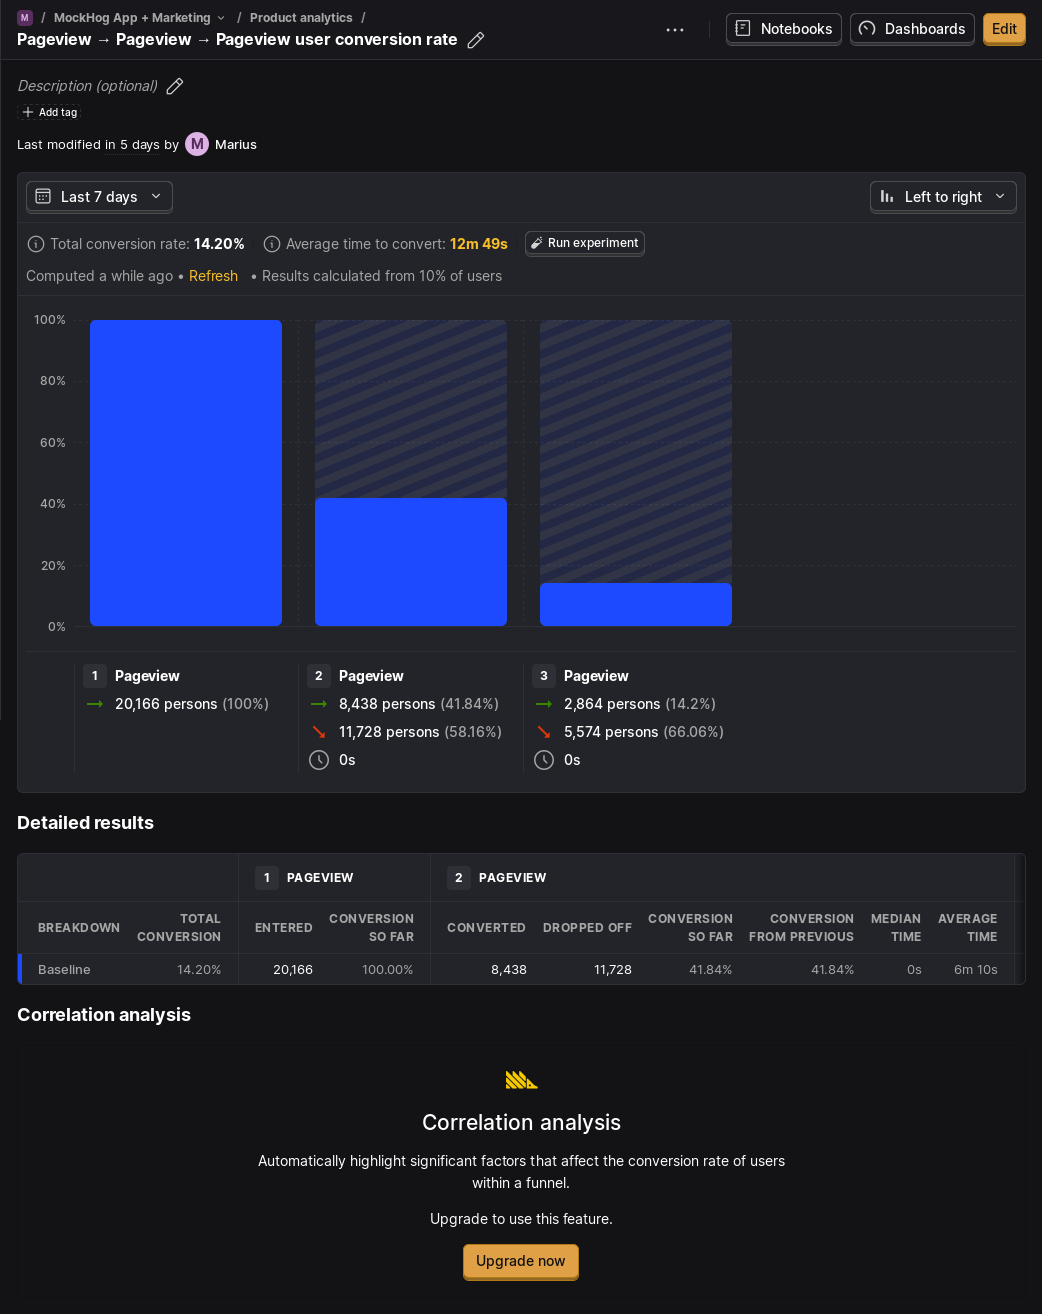 M / MockHog App + Marketing / Product analytics /
Pageview → Pageview → Pageview user conversion rate
Notebooks
Dashboards
Edit
Description (optional)
Add tag
Last modified in 5 days by M Marius
Last 7 days
Left to right
Total conversion rate: 14.20%
Average time to convert: 12m 49s
Run experiment
Computed a while ago • Refresh • Results calculated from 10% of users
100%
80%
60%
40%
20%
0%
1 Pageview
20,166 persons (100%)
2 Pageview
8,438 persons (41.84%)
11,728 persons (58.16%)
0s
3 Pageview
2,864 persons (14.2%)
5,574 persons (66.06%)
0s
Detailed results
1 PAGEVIEW
2 PAGEVIEW
BREAKDOWN
TOTAL
CONVERSION
ENTERED
CONVERSION
SO FAR
CONVERTED
DROPPED OFF
CONVERSION
SO FAR
CONVERSION
FROM PREVIOUS
MEDIAN
TIME
AVERAGE
TIME
Baseline 14.20% 20,166 100.00% 8,438 11,728 41.84% 41.84% 0s 6m 10s
Correlation analysis
Correlation analysis
Automatically highlight significant factors that affect the conversion rate of users
within a funnel.
Upgrade to use this feature.
Upgrade now